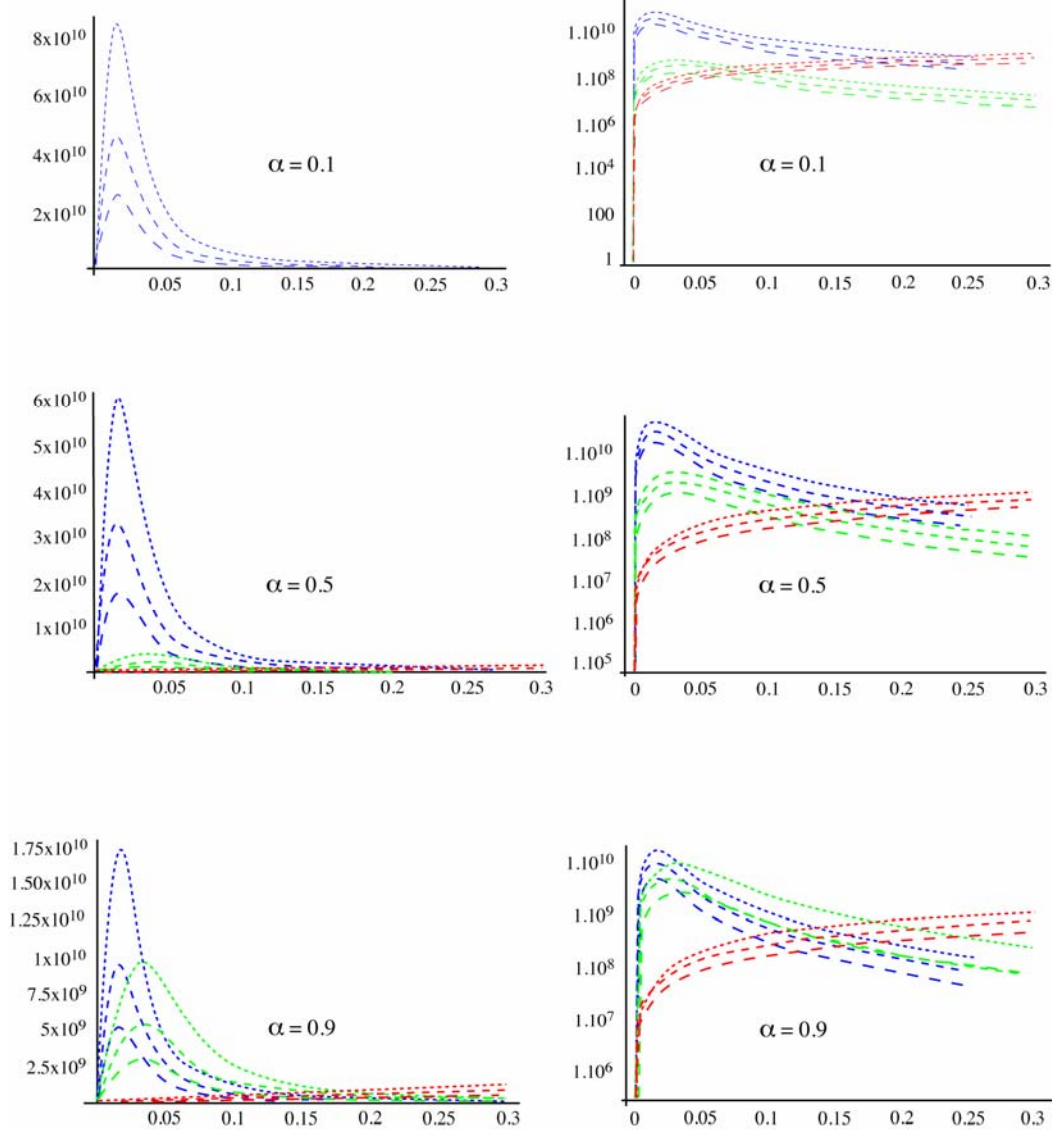 8x10¹⁰
6x10¹⁰
4x10¹⁰
2x10¹⁰
α = 0.1
0.05 0.1 0.15 0.2 0.25 0.3
1.10¹⁰
1.10⁸
1.10⁶
1.10⁴
100
1
α = 0.1
0 0.05 0.1 0.15 0.2 0.25 0.3
6x10¹⁰
5x10¹⁰
4x10¹⁰
3x10¹⁰
2x10¹⁰
1x10¹⁰
α = 0.5
0.05 0.1 0.15 0.2 0.25 0.3
1.10¹⁰
1.10⁹
1.10⁸
1.10⁷
1.10⁶
1.10⁵
α = 0.5
0 0.05 0.1 0.15 0.2 0.25 0.3
1.75x10¹⁰
1.50x10¹⁰
1.25x10¹⁰
1x10¹⁰
7.5x10⁹
5x10⁹
2.5x10⁹
α = 0.9
0.05 0.1 0.15 0.2 0.25 0.3
1.10¹⁰
1.10⁹
1.10⁸
1.10⁷
1.10⁶
α = 0.9
0 0.05 0.1 0.15 0.2 0.25 0.3